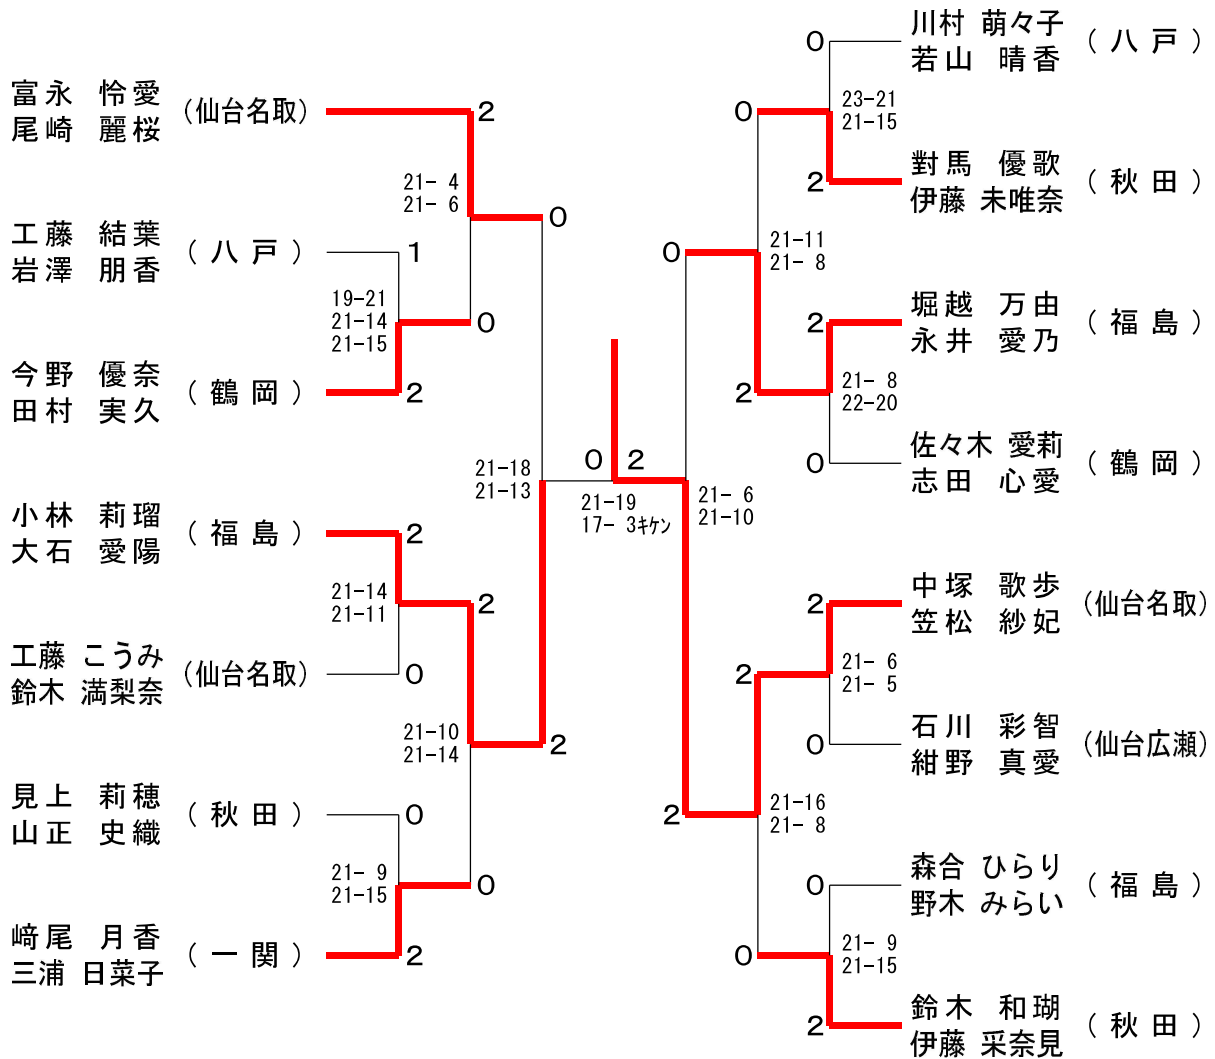 富永 怜愛
尾崎 麗桜
(仙台名取)
2
21- 4
21- 6
0
工藤 結葉
岩澤 朋香
(八戸)
1
19-21
21-14
21-15
0
今野 優奈
田村 実久
(鶴岡)
2
21-18
21-13
小林 莉瑠
大石 愛陽
(福島)
2
21-14
21-11
2
工藤 こうみ
鈴木 満梨奈
(仙台名取)
0
21-10
21-14
2
見上 莉穂
山正 史織
(秋田)
0
21- 9
21-15
0
﨑尾 月香
三浦 日菜子
(一関)
2
0 2
21-19
17- 3キケン
川村 萌々子
若山 晴香
(八戸)
0
23-21
21-15
0
對馬 優歌
伊藤 未唯奈
(秋田)
2
0
21-11
21- 8
堀越 万由
永井 愛乃
(福島)
2
21- 8
22-20
2
佐々木 愛莉
志田 心愛
(鶴岡)
0
21- 6
21-10
中塚 歌歩
笠松 紗妃
(仙台名取)
2
21- 6
21- 5
2
石川 彩智
紺野 真愛
(仙台広瀬)
0
2
21-16
21- 8
森合 ひらり
野木 みらい
(福島)
0
21- 9
21-15
0
鈴木 和瑚
伊藤 采奈見
(秋田)
2